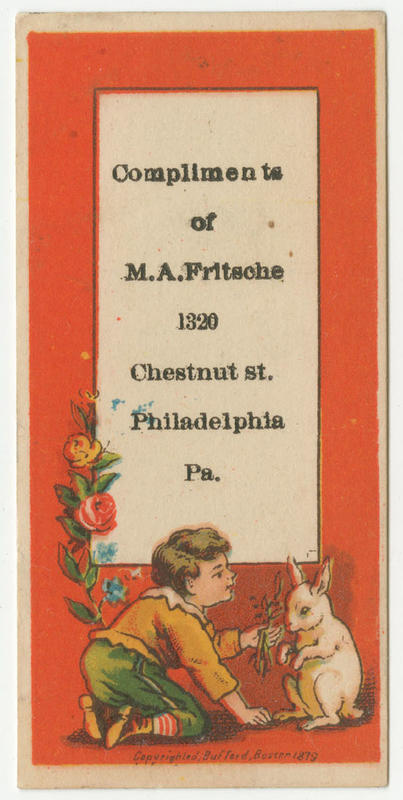 Compliments
of
M.A.Fritsche
1320
Chestnut st.
Philadelphia
Pa.
Copyrighted, Bufford, Boston 1879